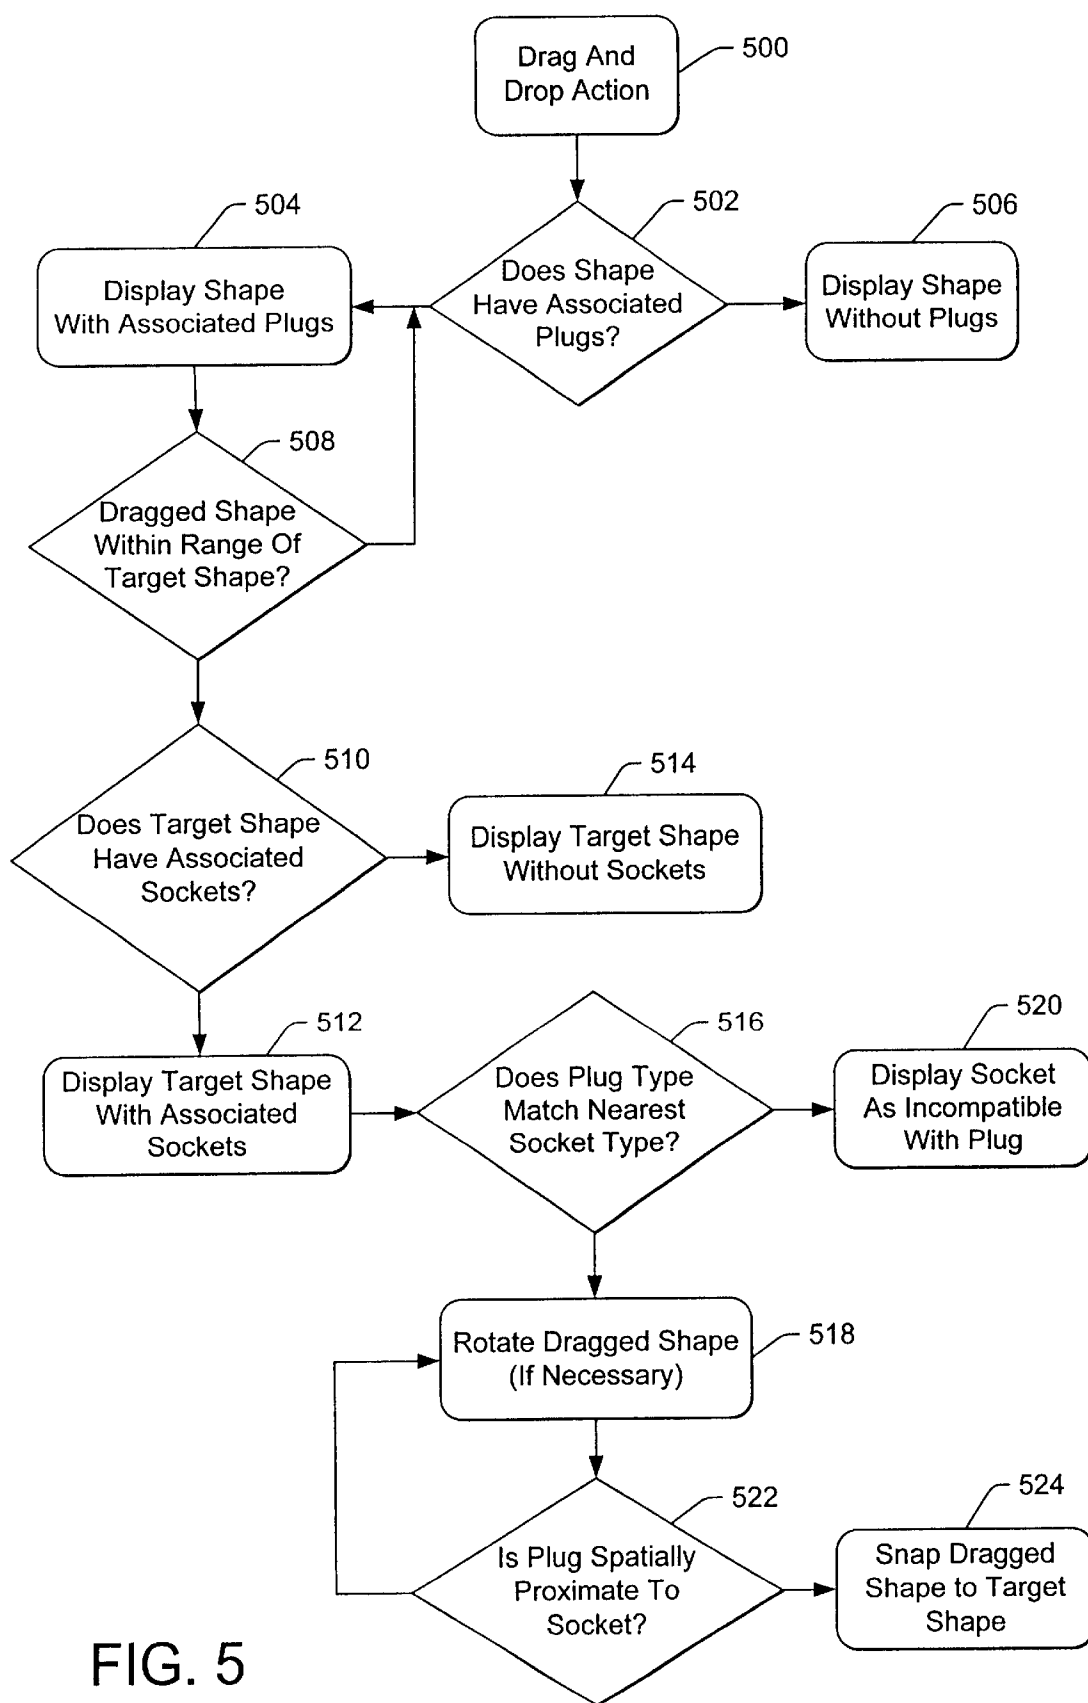 Drag And
Drop Action
500
502
504
506
Does Shape
Have Associated
Plugs?
Display Shape
With Associated Plugs
Display Shape
Without Plugs
508
Dragged Shape
Within Range Of
Target Shape?
510
Does Target Shape
Have Associated
Sockets?
514
Display Target Shape
Without Sockets
512
Display Target Shape
With Associated
Sockets
516
Does Plug Type
Match Nearest
Socket Type?
520
Display Socket
As Incompatible
With Plug
Rotate Dragged Shape
(If Necessary)
518
522
Is Plug Spatially
Proximate To
Socket?
524
Snap Dragged
Shape to Target
Shape
FIG. 5